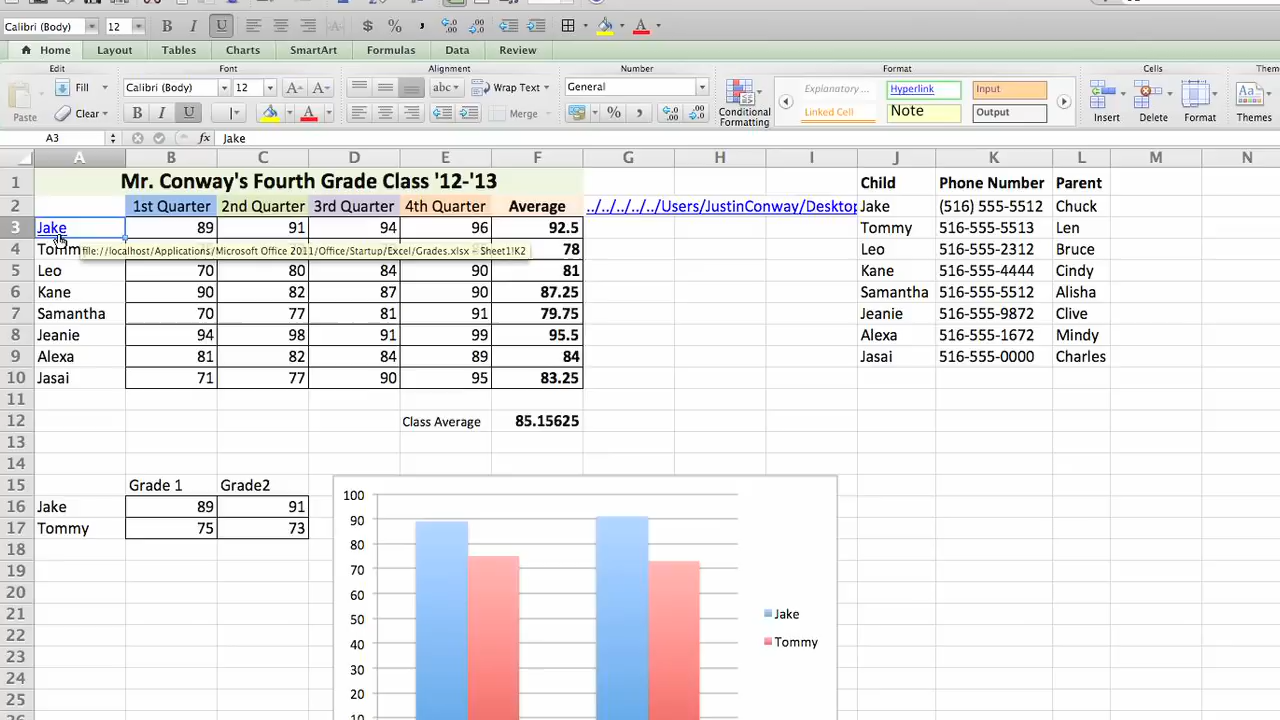 Calibri (Body) 12 B I U $ % ,
Home Layout Tables Charts SmartArt Formulas Data Review
Edit Font Alignment Number Format Cells Them
Paste Fill Calibri (Body) 12 A A abc Wrap Text General Conditional Formatting Explanatory ... Hyperlink Input Insert Delete Format Themes
Clear B I U A Merge % , Linked Cell Note Output Aa
A3 fx Jake
A B C D E F G H I J K L M N
1 Mr. Conway's Fourth Grade Class '12-'13 Child Phone Number Parent
2 1st Quarter 2nd Quarter 3rd Quarter 4th Quarter Average ../../../../../Users/JustinConway/Desktop Jake (516) 555-5512 Chuck
3 Jake 89 91 94 96 92.5 Tommy 516-555-5513 Len
4 Tomm file://localhost/Applications/Microsoft Office 2011/Office/Startup/Excel/Grades.xlsx - Sheet1!K2 78 Leo 516-555-2312 Bruce
5 Leo 70 80 84 90 81 Kane 516-555-4444 Cindy
6 Kane 90 82 87 90 87.25 Samantha 516-555-5512 Alisha
7 Samantha 70 77 81 91 79.75 Jeanie 516-555-9872 Clive
8 Jeanie 94 98 91 99 95.5 Alexa 516-555-1672 Mindy
9 Alexa 81 82 84 89 84 Jasai 516-555-0000 Charles
10 Jasai 71 77 90 95 83.25
11
12 Class Average 85.15625
13
14
15 Grade 1 Grade2
16 Jake 89 91
17 Tommy 75 73
18
19
20
21
22
23
24
25
100
90
80
70
60
50
40
30
20
10
Jake
Tommy